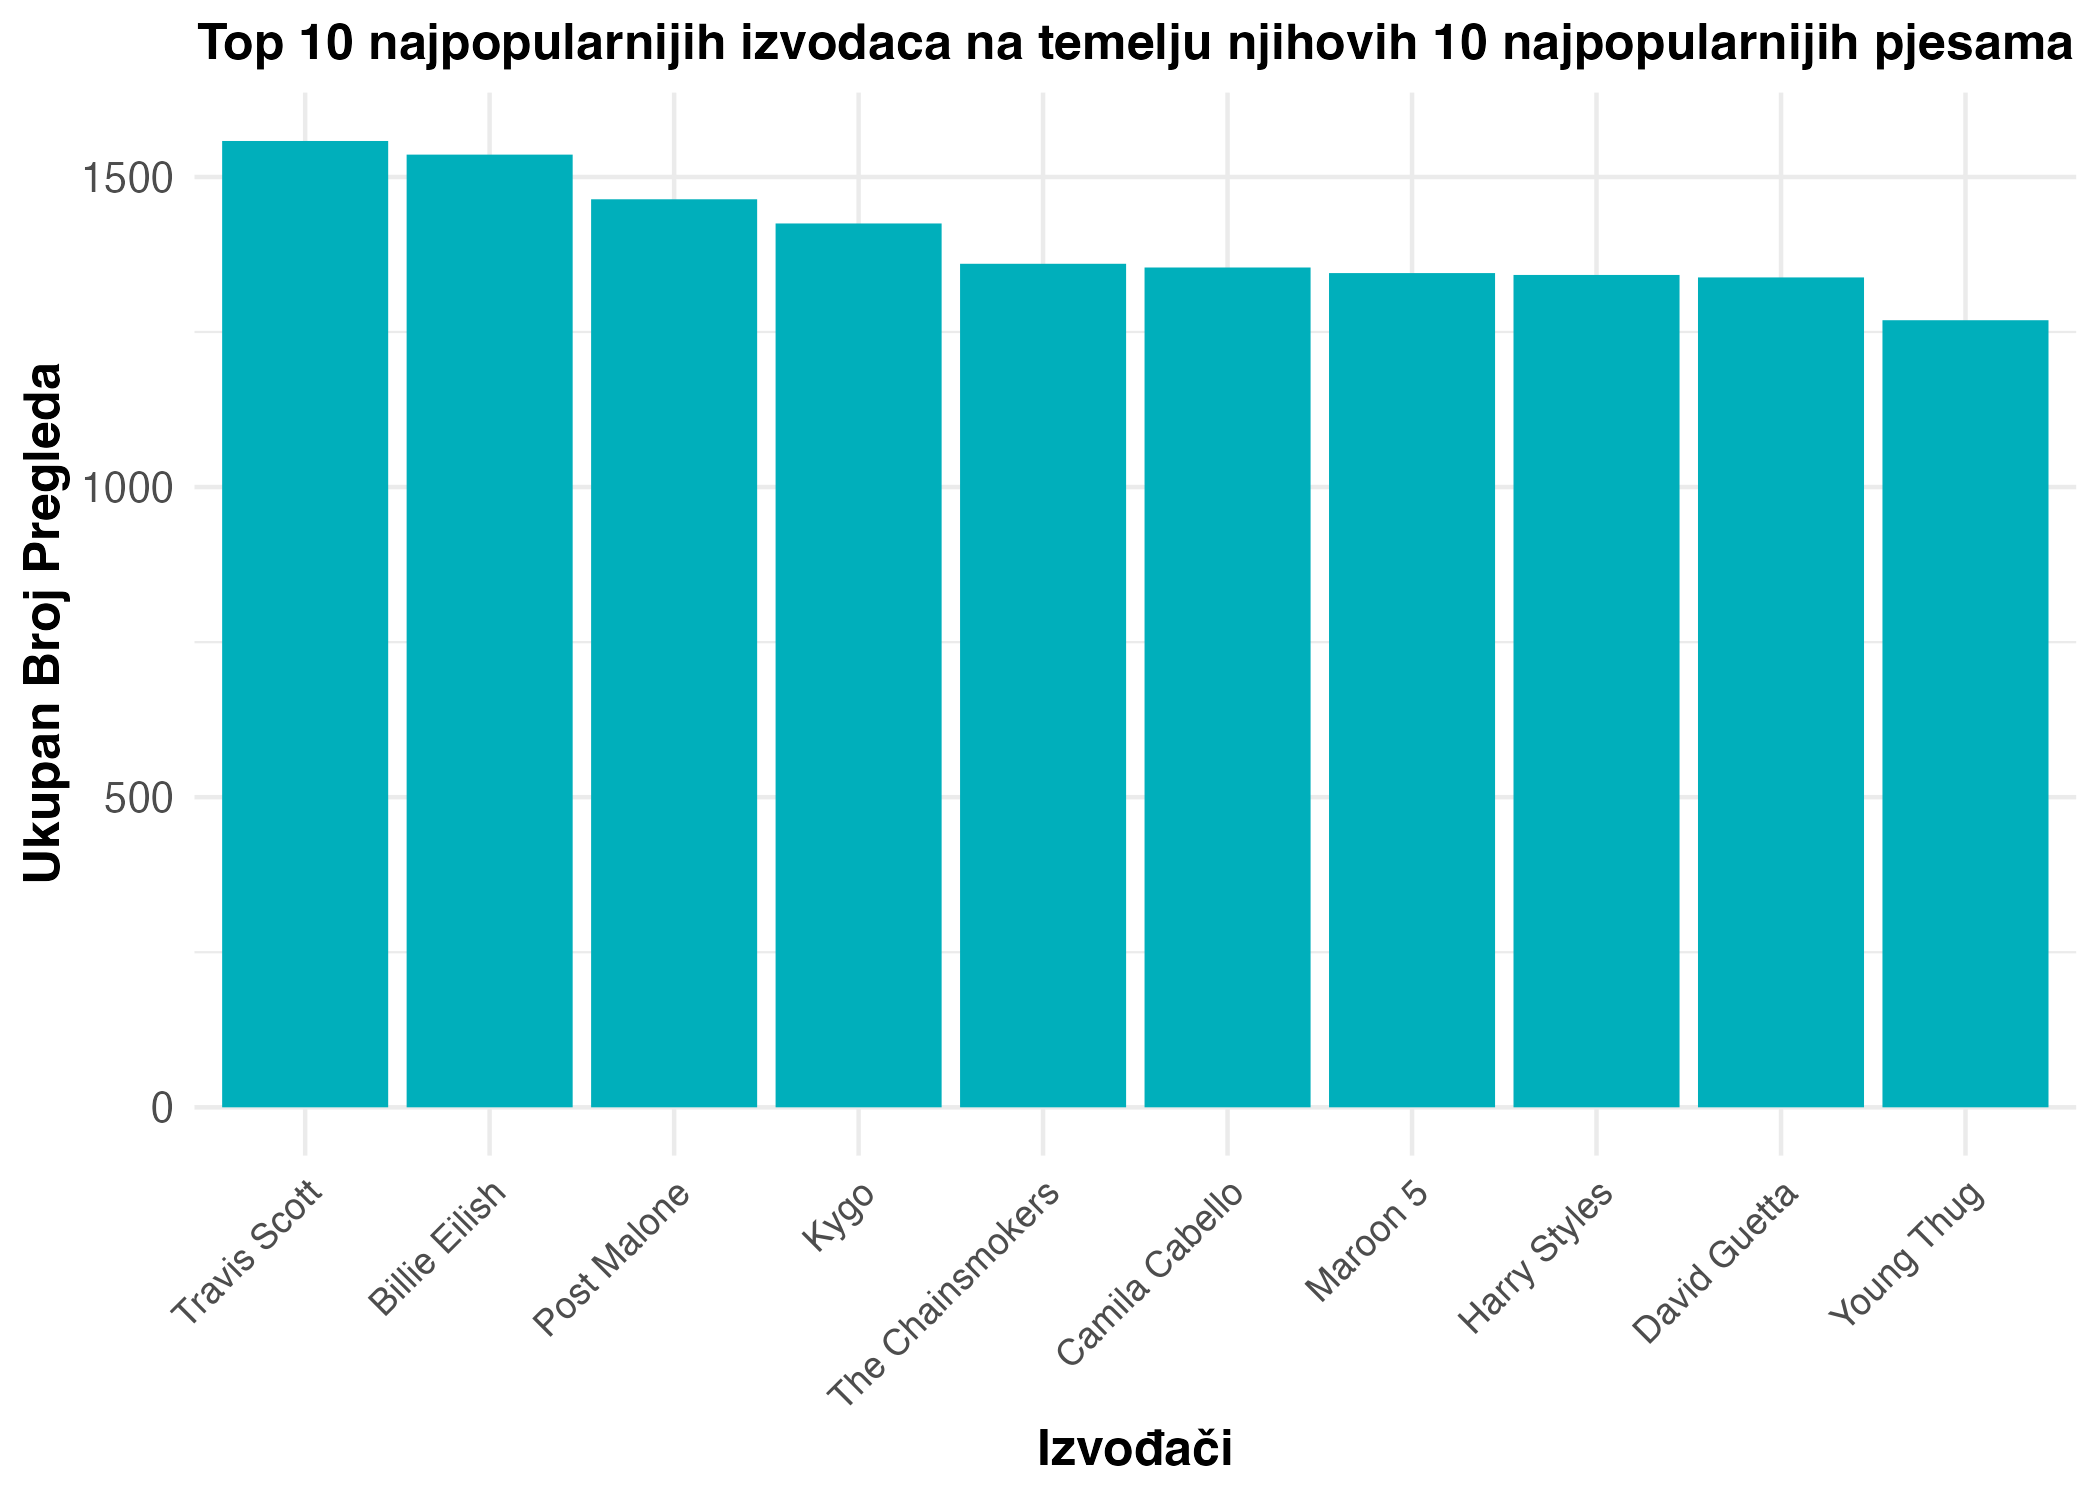 Top 10 najpopularnijih izvodaca na temelju njihovih 10 najpopularnijih pjesama
Ukupan Broj Pregleda
1500
1000
500
0
Travis Scott
Billie Eilish
Post Malone
Kygo
The Chainsmokers
Camila Cabello
Maroon 5
Harry Styles
David Guetta
Young Thug
Izvođači